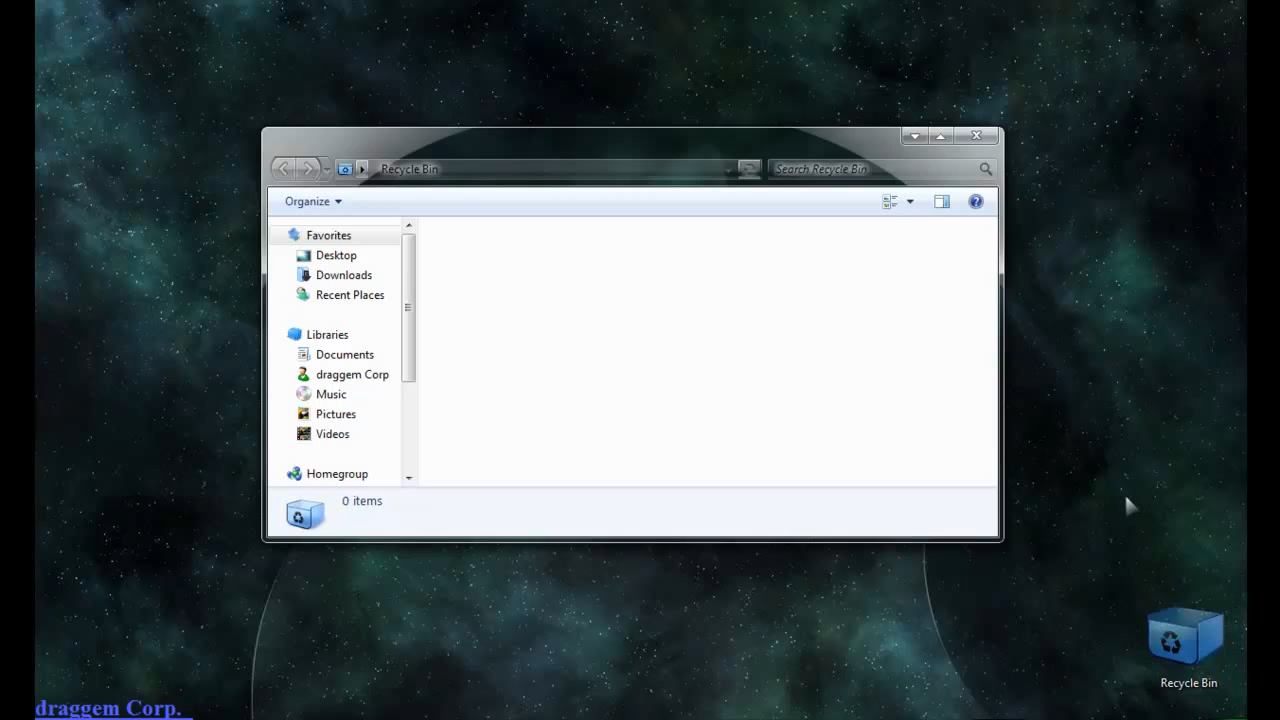 Recycle Bin
Search Recycle Bin
Organize
Favorites
Desktop
Downloads
Recent Places
Libraries
Documents
draggem Corp
Music
Pictures
Videos
Homegroup
0 items
Recycle Bin
draggem Corp.